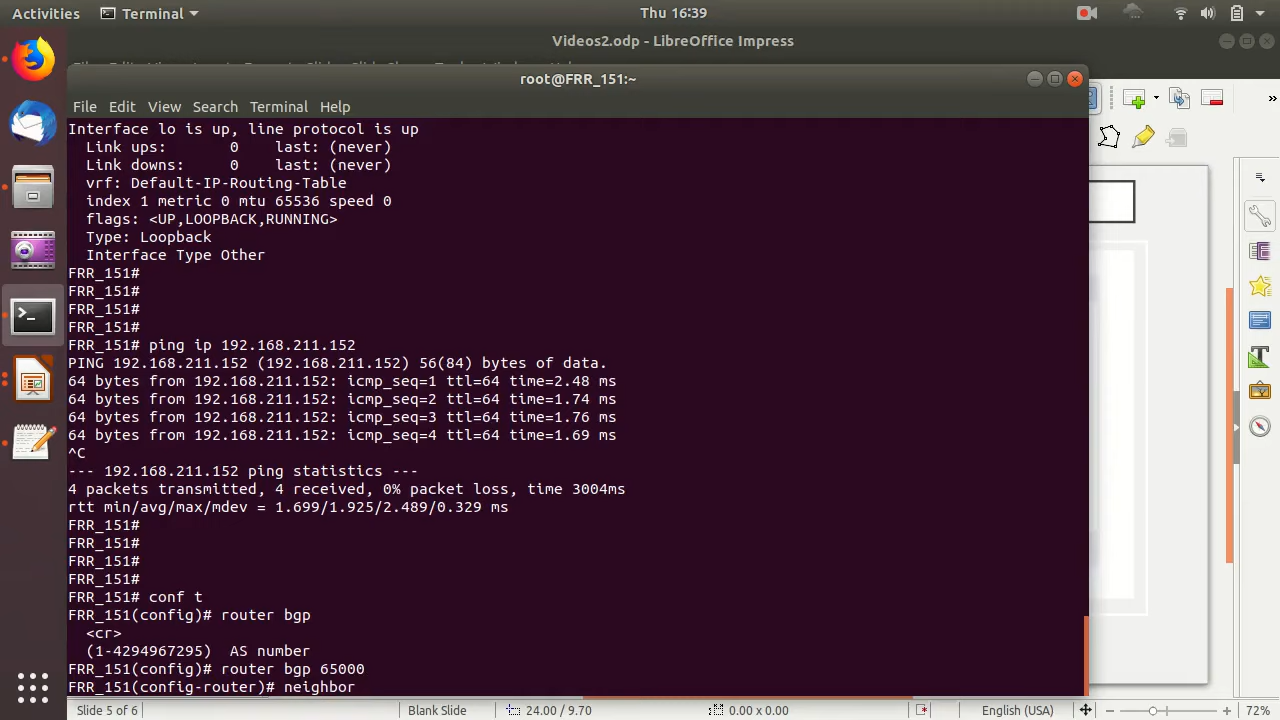 Activities
Terminal
Thu 16:39
Videos2.odp - LibreOffice Impress
root@FRR_151:~
File Edit View Search Terminal Help
Interface lo is up, line protocol is up
Link ups: 0 last: (never)
Link downs: 0 last: (never)
vrf: Default-IP-Routing-Table
index 1 metric 0 mtu 65536 speed 0
flags: <UP,LOOPBACK,RUNNING>
Type: Loopback
Interface Type Other
FRR_151#
FRR_151#
FRR_151#
FRR_151#
FRR_151# ping ip 192.168.211.152
PING 192.168.211.152 (192.168.211.152) 56(84) bytes of data.
64 bytes from 192.168.211.152: icmp_seq=1 ttl=64 time=2.48 ms
64 bytes from 192.168.211.152: icmp_seq=2 ttl=64 time=1.74 ms
64 bytes from 192.168.211.152: icmp_seq=3 ttl=64 time=1.76 ms
64 bytes from 192.168.211.152: icmp_seq=4 ttl=64 time=1.69 ms
^C
--- 192.168.211.152 ping statistics ---
4 packets transmitted, 4 received, 0% packet loss, time 3004ms
rtt min/avg/max/mdev = 1.699/1.925/2.489/0.329 ms
FRR_151#
FRR_151#
FRR_151#
FRR_151#
FRR_151# conf t
FRR_151(config)# router bgp
<cr>
(1-4294967295) AS number
FRR_151(config)# router bgp 65000
FRR_151(config-router)# neighbor
Slide 5 of 6
Blank Slide
24.00 / 9.70
0.00 x 0.00
English (USA)
72%